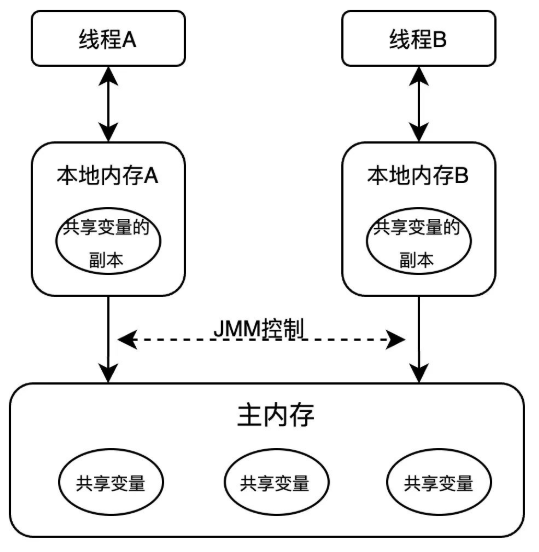 线程A
线程B
本地内存A
本地内存B
共享变量的
副本
共享变量的
副本
JMM控制
主内存
共享变量
共享变量
共享变量